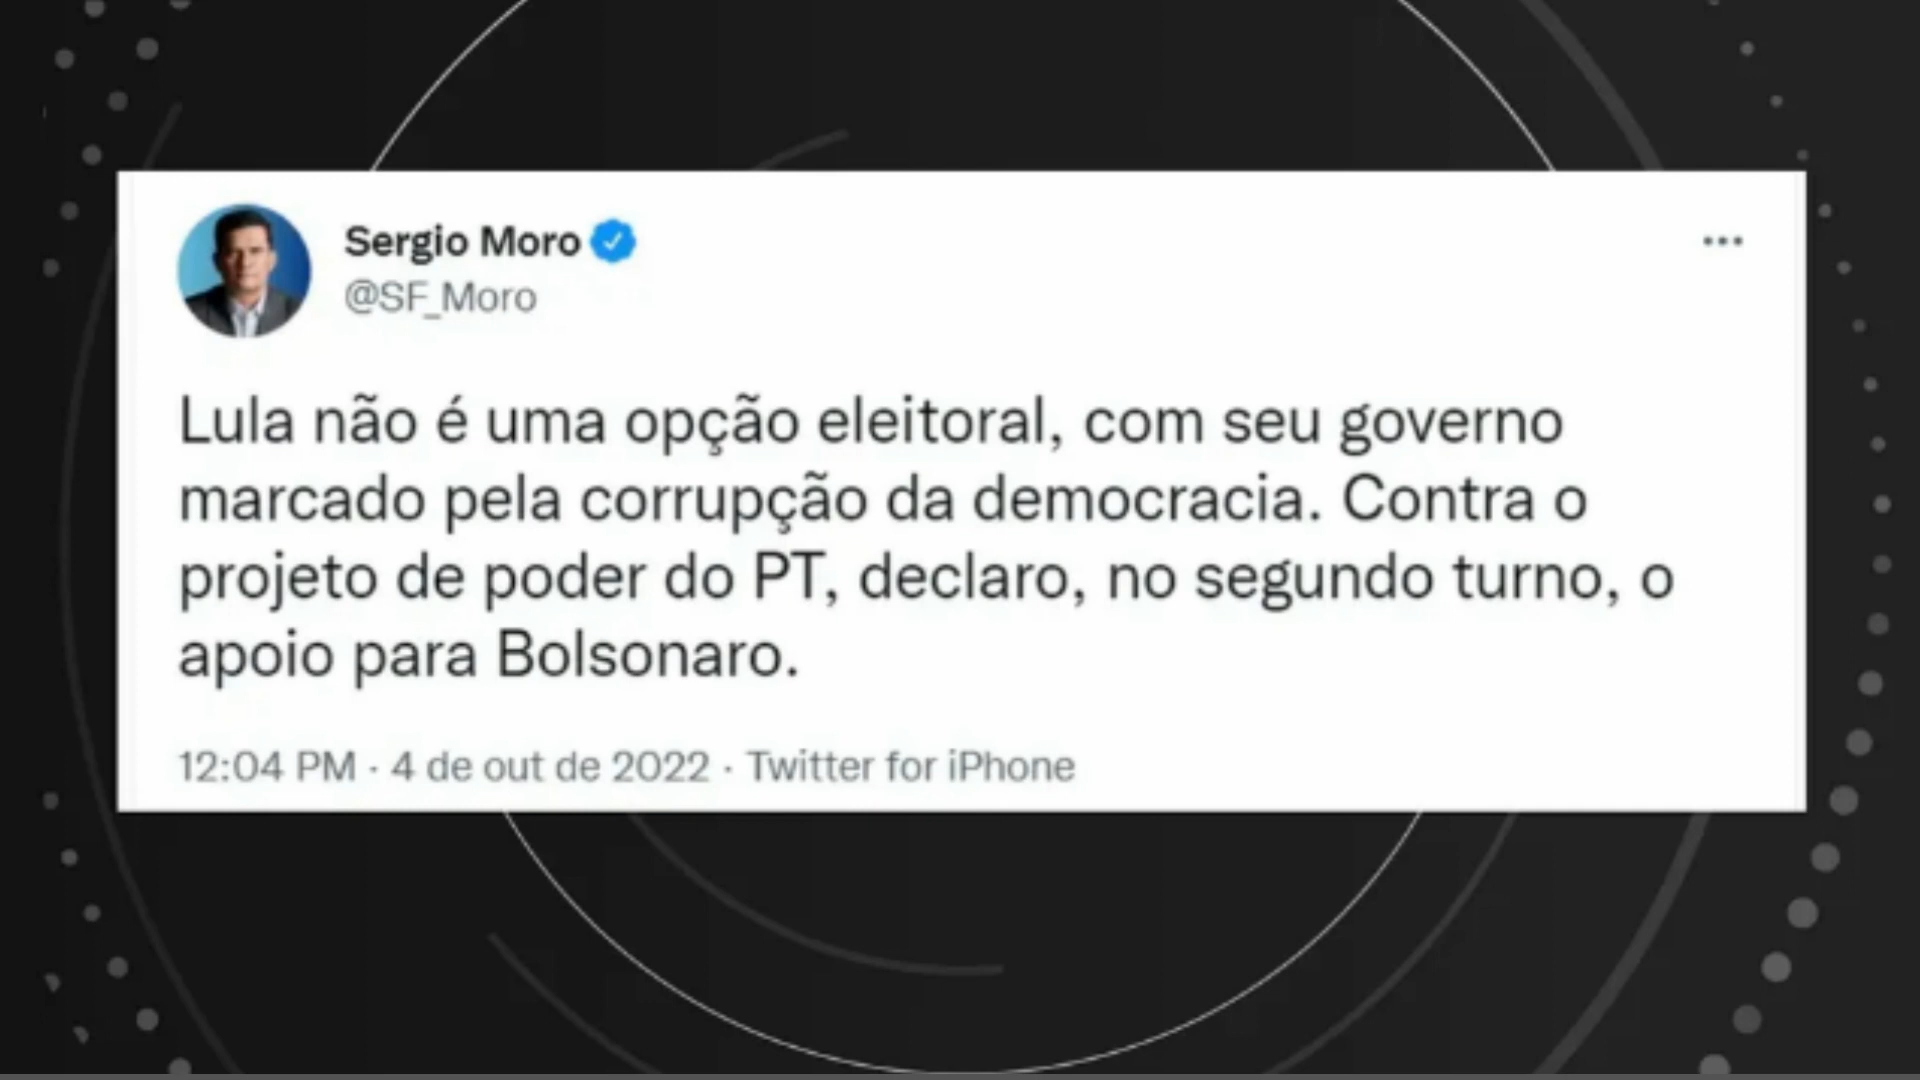 Sergio Moro
@SF_Moro
Lula não é uma opção eleitoral, com seu governo
marcado pela corrupção da democracia. Contra o
projeto de poder do PT, declaro, no segundo turno, o
apoio para Bolsonaro.
12:04 PM · 4 de out de 2022 · Twitter for iPhone